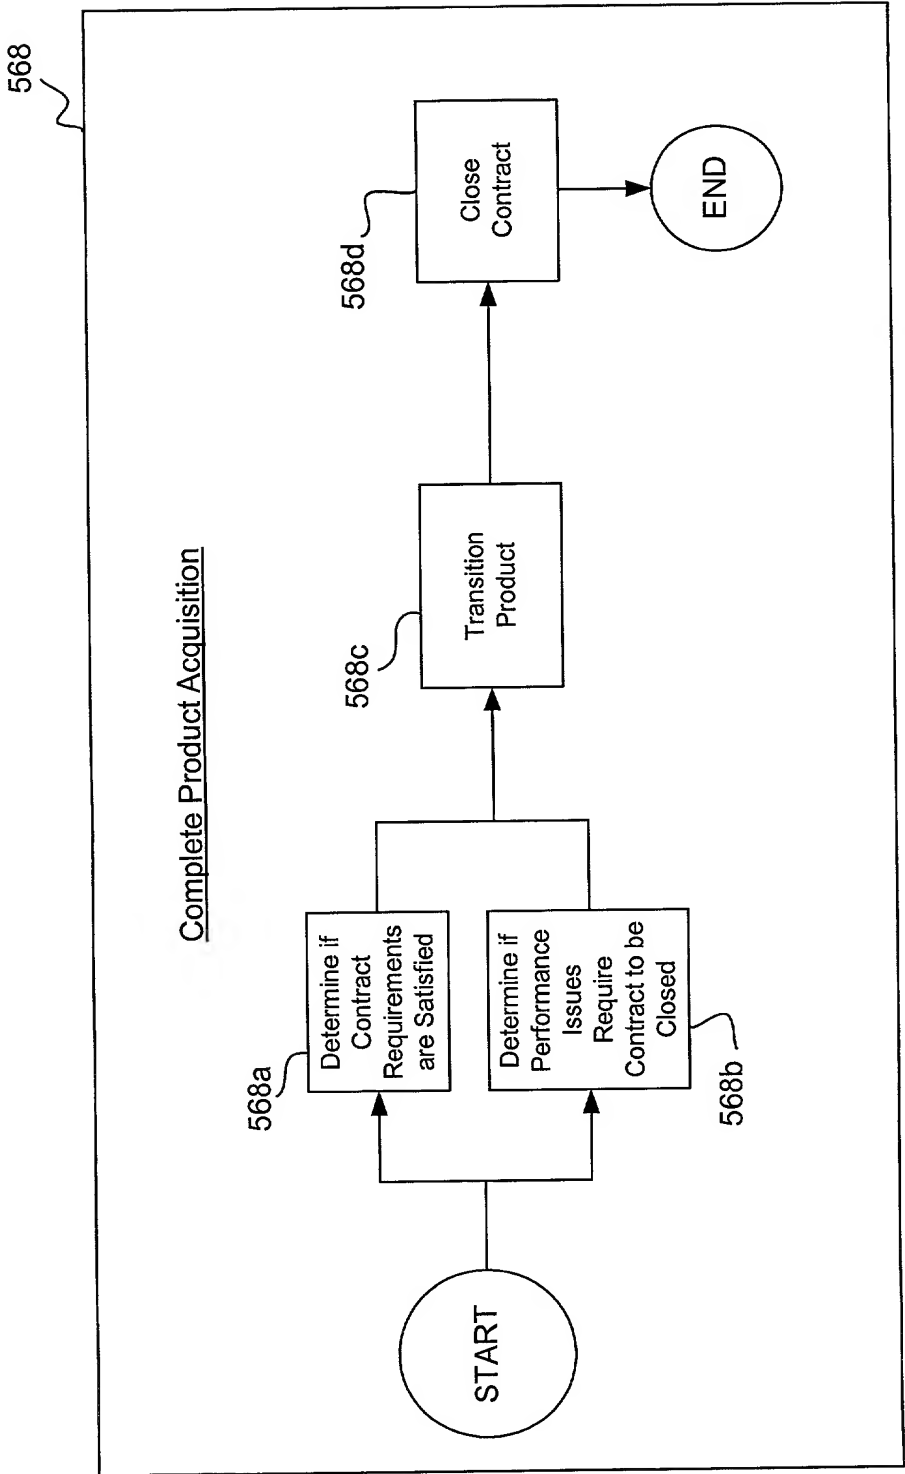 568
Complete Product Acquisition
START
568a
Determine if
Contract
Requirements
are Satisfied
Determine if
Performance
Issues
Require
Contract to be
Closed
568b
568c
Transition
Product
568d
Close
Contract
END